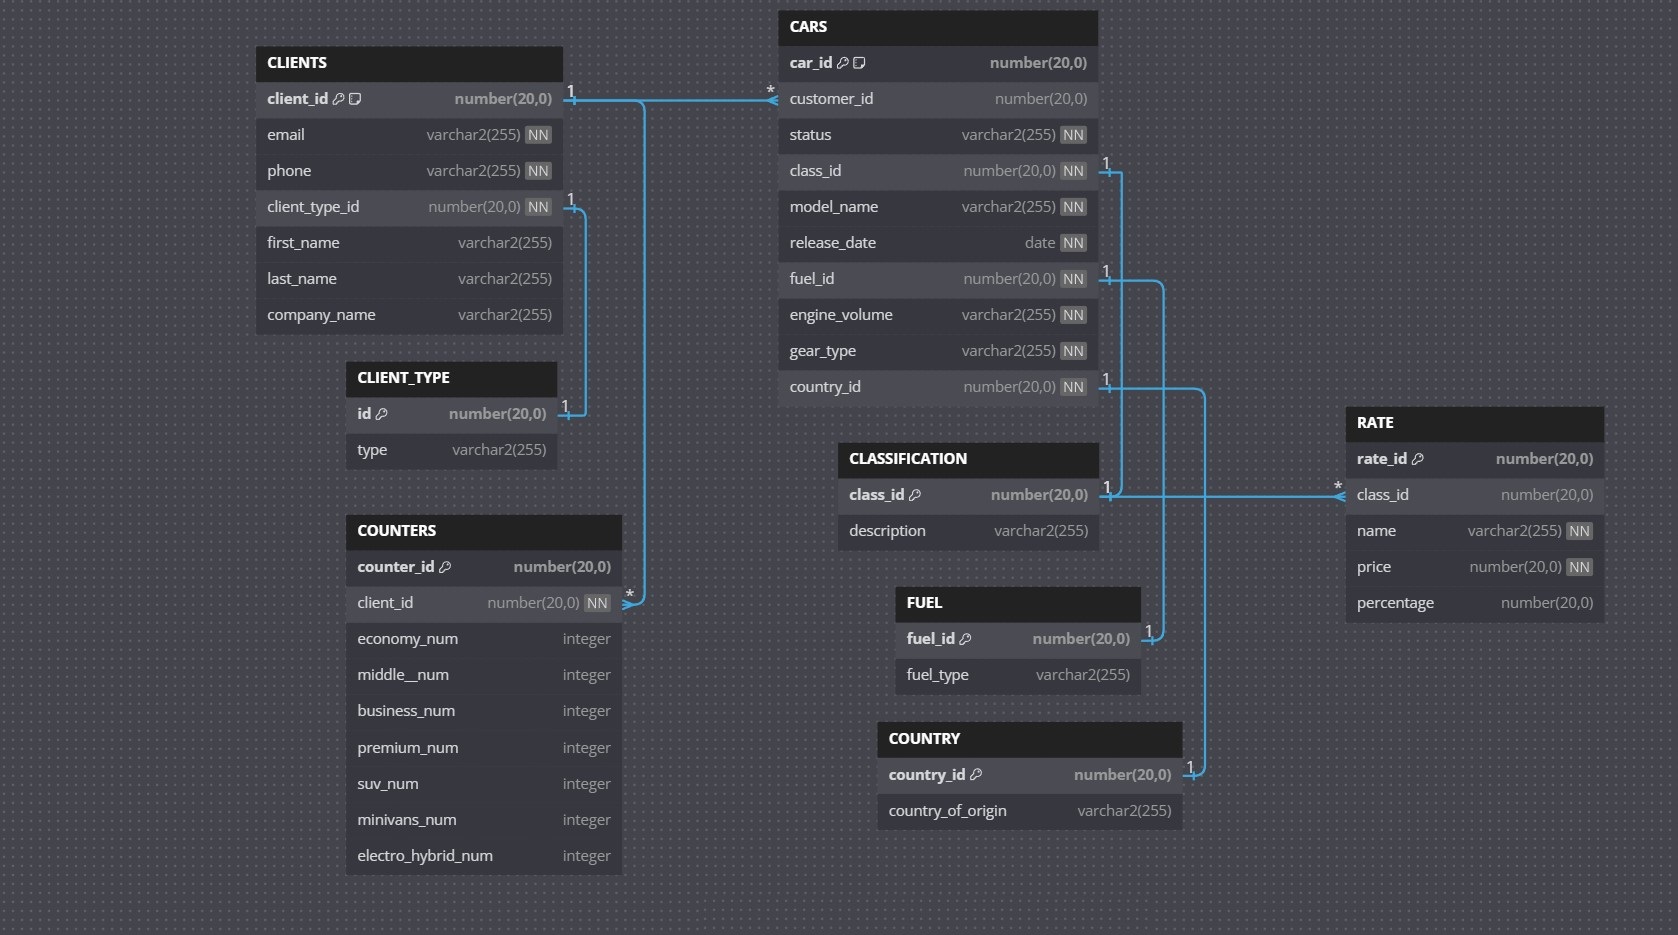 CLIENTS
client_id number(20,0)
email varchar2(255) NN
phone varchar2(255) NN
client_type_id number(20,0) NN
first_name varchar2(255)
last_name varchar2(255)
company_name varchar2(255)
1
1
CLIENT_TYPE
id number(20,0)
type varchar2(255)
1
COUNTERS
counter_id number(20,0)
client_id number(20,0) NN
economy_num integer
middle__num integer
business_num integer
premium_num integer
suv_num integer
minivans_num integer
electro_hybrid_num integer
*
*
CARS
car_id number(20,0)
customer_id number(20,0)
status varchar2(255) NN
class_id number(20,0) NN
model_name varchar2(255) NN
release_date date NN
fuel_id number(20,0) NN
engine_volume varchar2(255) NN
gear_type varchar2(255) NN
country_id number(20,0) NN
1
1
1
CLASSIFICATION
class_id number(20,0)
description varchar2(255)
1
FUEL
fuel_id number(20,0)
fuel_type varchar2(255)
1
COUNTRY
country_id number(20,0)
country_of_origin varchar2(255)
1
*
RATE
rate_id number(20,0)
class_id number(20,0)
name varchar2(255) NN
price number(20,0) NN
percentage number(20,0)